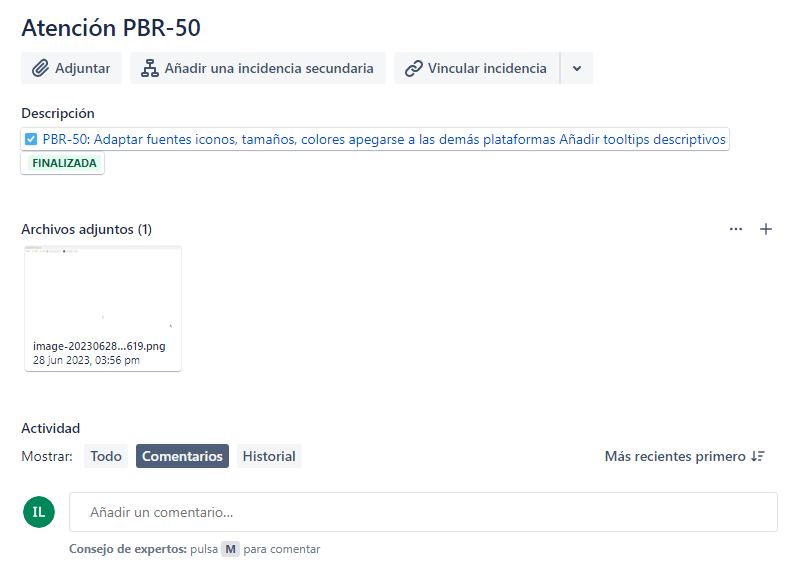 Atención PBR-50
Adjuntar
Añadir una incidencia secundaria
Vincular incidencia
Descripción
PBR-50: Adaptar fuentes iconos, tamaños, colores apegarse a las demás plataformas Añadir tooltips descriptivos
FINALIZADA
Archivos adjuntos (1)
image-20230628...619.png
28 jun 2023, 03:56 pm
Actividad
Mostrar: Todo Comentarios Historial Más recientes primero
IL Añadir un comentario...
Consejo de expertos: pulsa M para comentar